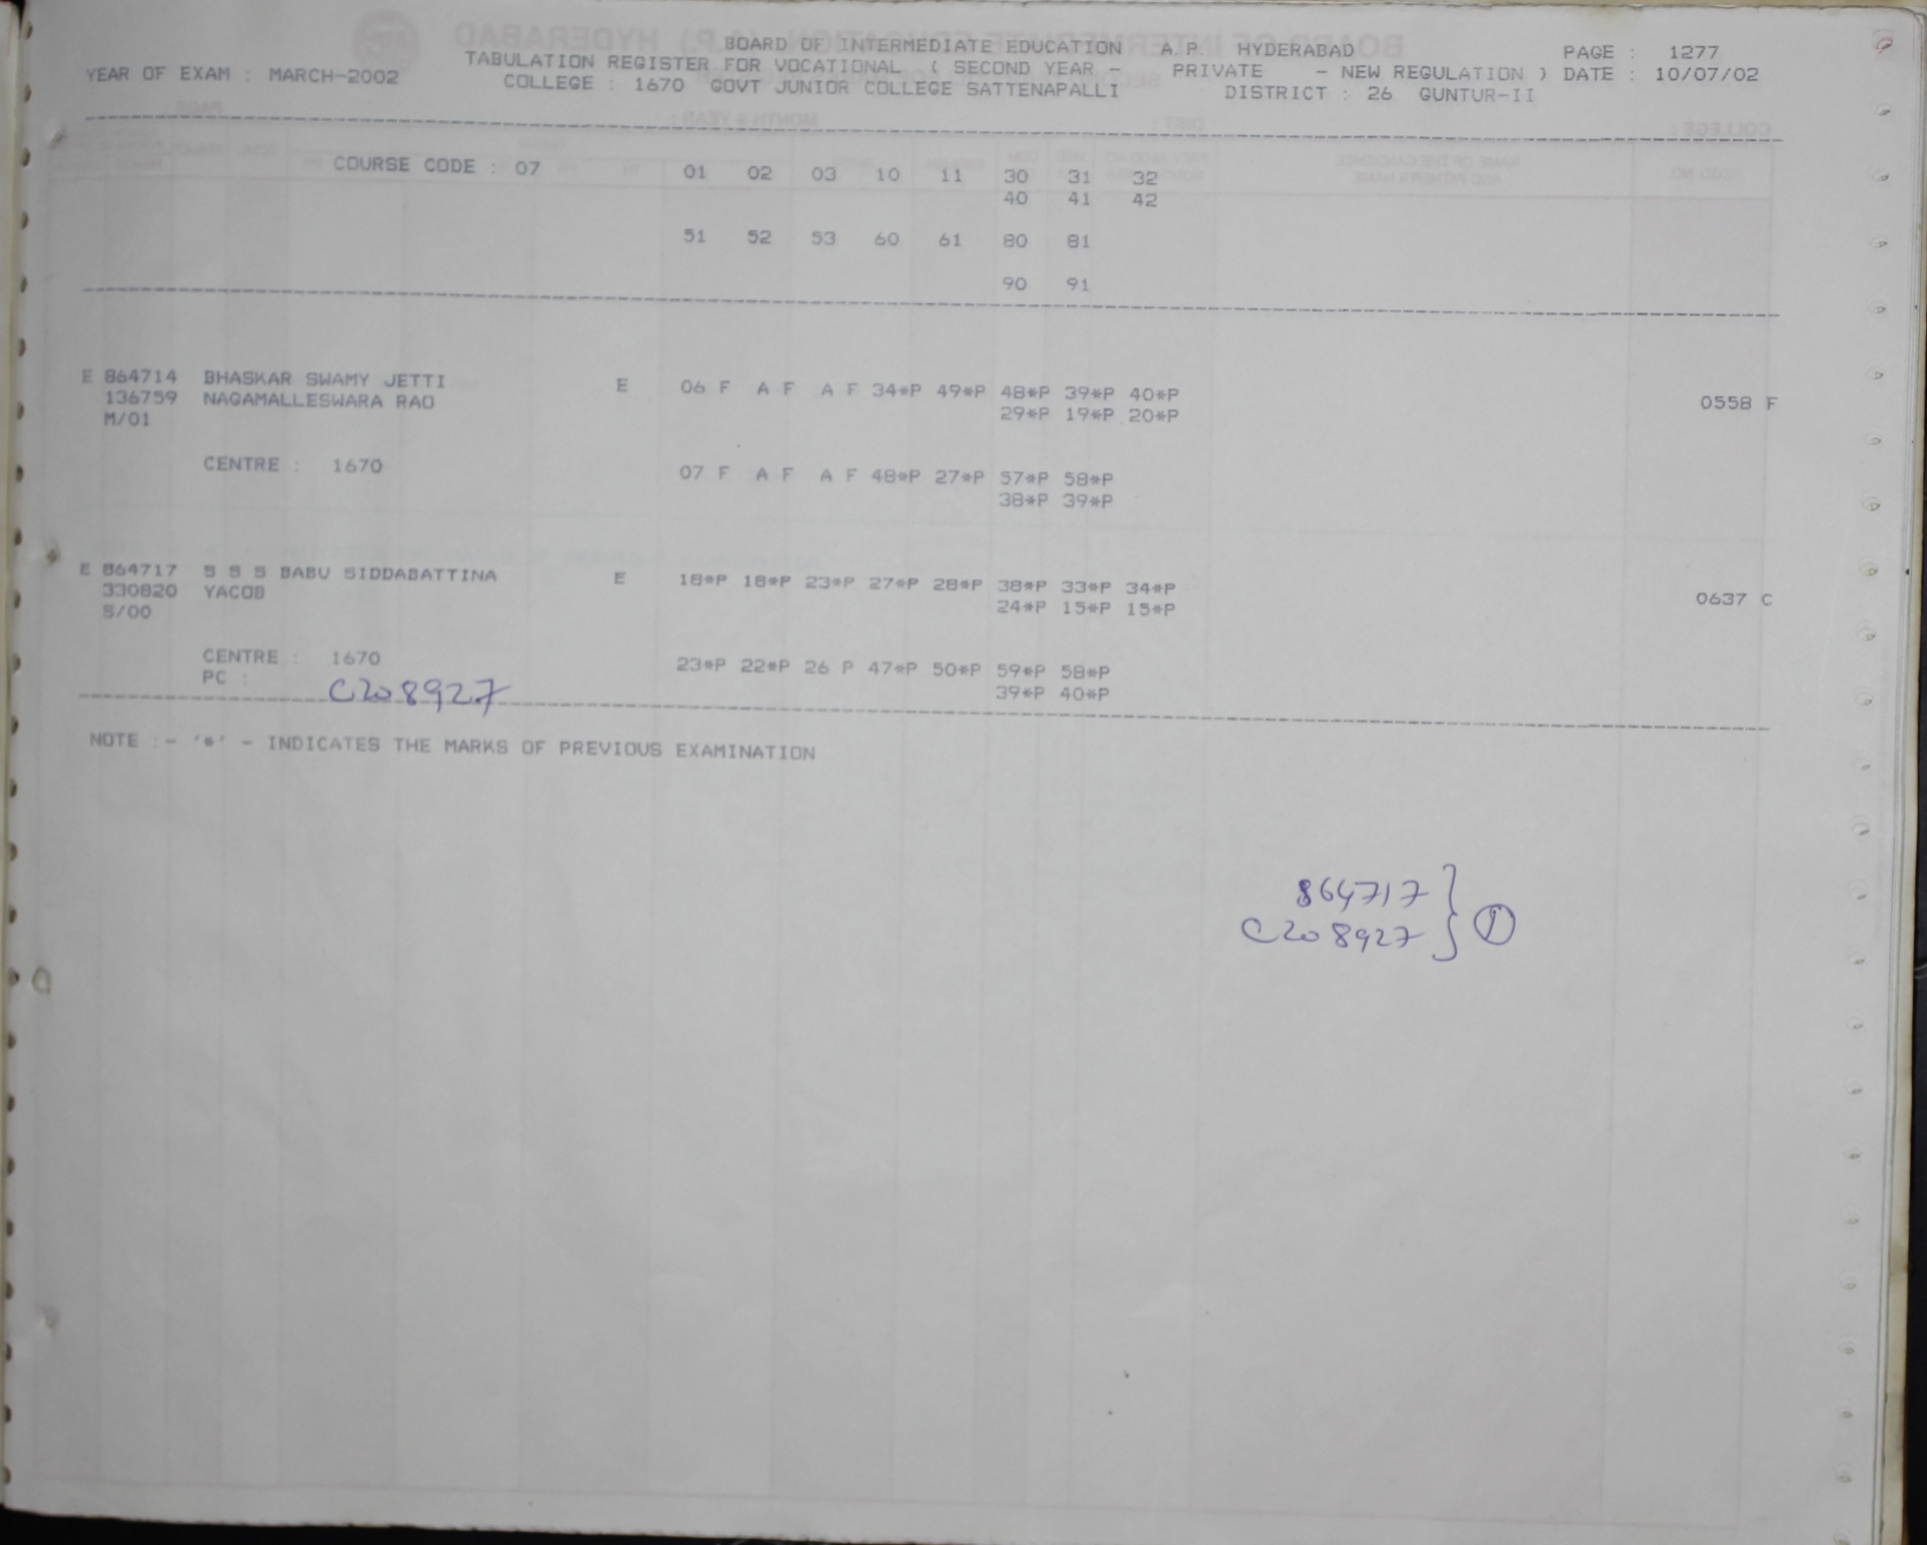 BOARD OF INTERMEDIATE EDUCATION A.P. HYDERABAD PAGE : 1277
YEAR OF EXAM : MARCH-2002 TABULATION REGISTER FOR VOCATIONAL ( SECOND YEAR - PRIVATE - NEW REGULATION ) DATE : 10/07/02
COLLEGE : 1670 GOVT JUNIOR COLLEGE SATTENAPALLI DISTRICT : 26 GUNTUR-II
COURSE CODE : 07 01 02 03 10 11 30 31 32
40 41 42
51 52 53 60 61 80 81
90 91
E 864714 BHASKAR SWAMY JETTI E 06 F A F A F 34*P 49*P 48*P 39*P 40*P
136759 NAGAMALLESWARA RAO 29*P 19*P 20*P 0558 F
M/01
CENTRE : 1670 07 F A F A F 48*P 27*P 57*P 58*P
38*P 39*P
E 864717 S S S BABU SIDDABATTINA E 18*P 18*P 23*P 27*P 28*P 38*P 33*P 34*P
330820 YACOB 24*P 15*P 15*P 0637 C
S/00
CENTRE : 1670 23*P 22*P 26 P 47*P 50*P 59*P 58*P
PC : C208927 39*P 40*P
NOTE :- '*' - INDICATES THE MARKS OF PREVIOUS EXAMINATION
864717
C208927 } 1